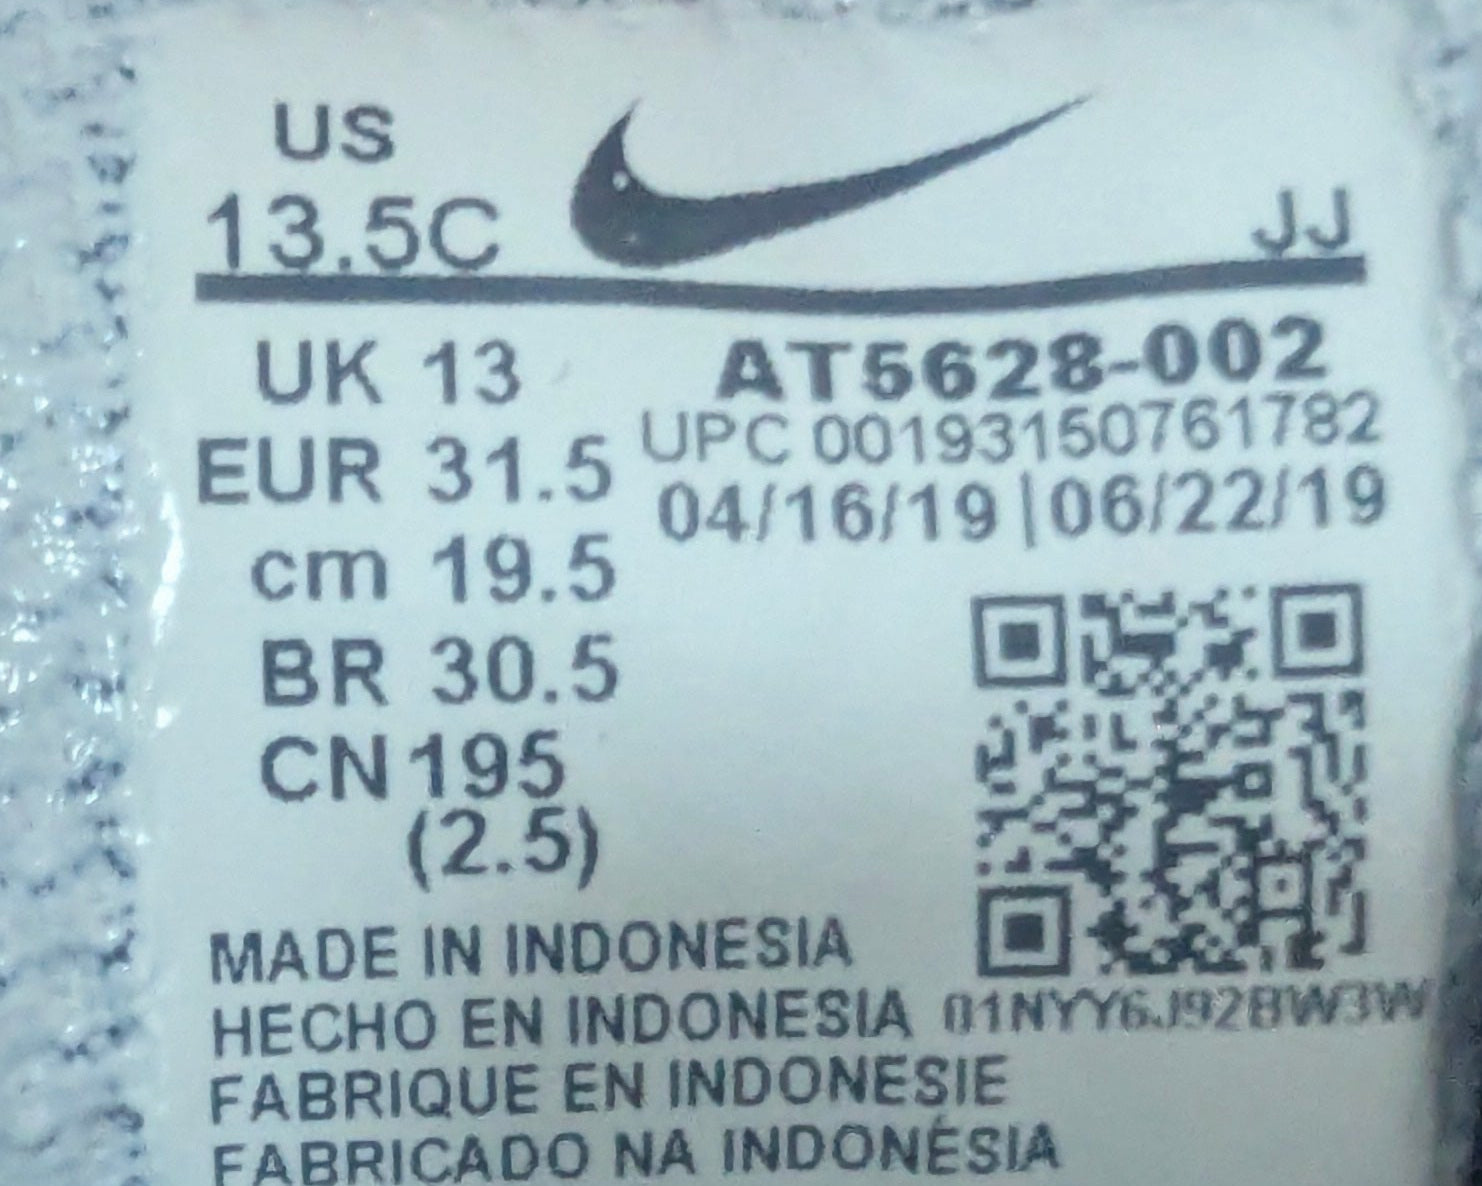 US
13.5C
JJ
UK 13
AT5628-002
EUR 31.5
UPC 00193150761782
04/16/19 | 06/22/19
cm 19.5
BR 30.5
CN 195
(2.5)
MADE IN INDONESIA
HECHO EN INDONESIA
01NYY6J92BW3W
FABRIQUE EN INDONESIE
FABRICADO NA INDONÉSIA